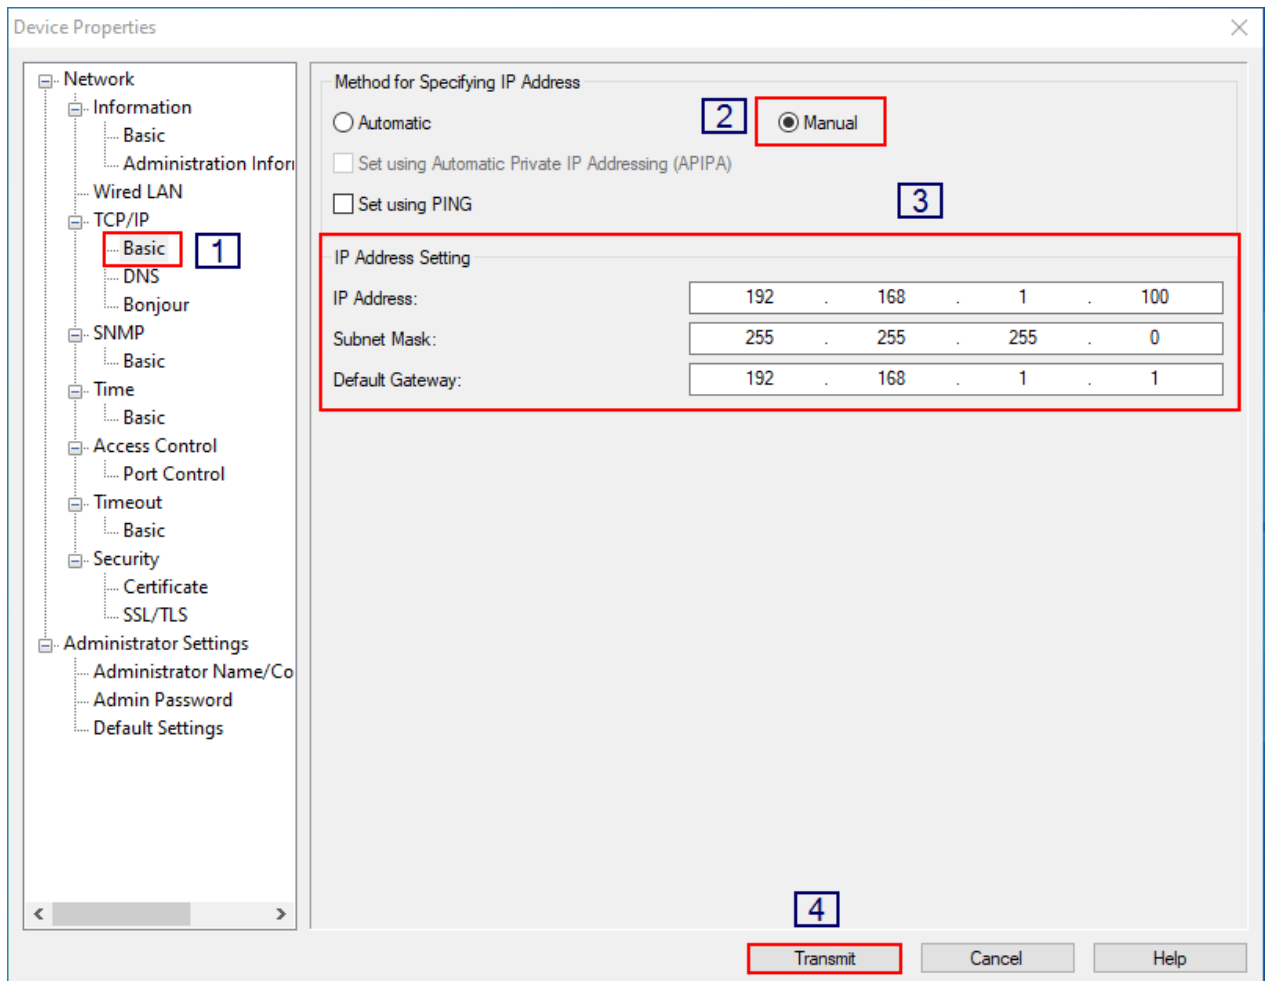 Device Properties
Network
Information
Basic
Administration Inforı
Wired LAN
TCP/IP
Basic
1
DNS
Bonjour
SNMP
Basic
Time
Basic
Access Control
Port Control
Timeout
Basic
Security
Certificate
SSL/TLS
Administrator Settings
Administrator Name/Co
Admin Password
Default Settings
Method for Specifying IP Address
Automatic
2
Manual
Set using Automatic Private IP Addressing (APIPA)
Set using PING
3
IP Address Setting
IP Address: 192 . 168 . 1 . 100
Subnet Mask: 255 . 255 . 255 . 0
Default Gateway: 192 . 168 . 1 . 1
4
Transmit Cancel Help